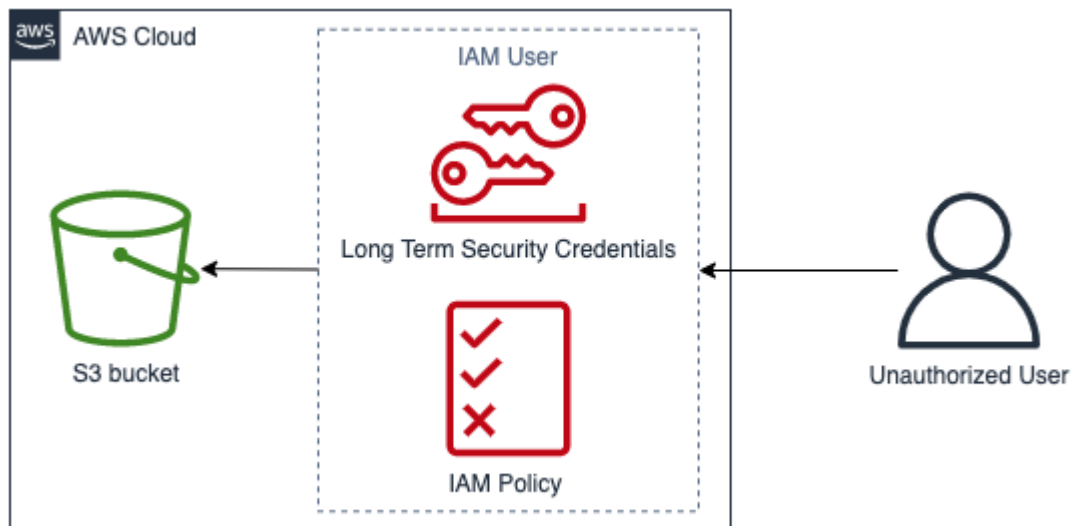 aws
AWS Cloud
IAM User
Long Term Security Credentials
S3 bucket
Unauthorized User
IAM Policy